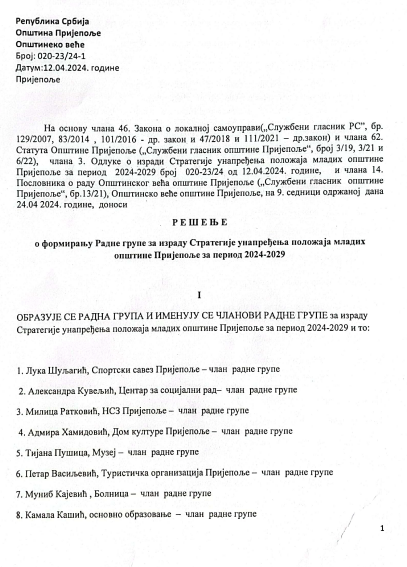 Република Србија
Општина Пријепоље
Општинско веће
Број: 020-23/24-1
Датум:12.04.2024. године
Пријепоље
На основу члана 46. Закона о локалној самоуправи(„Службени гласник РС", бр.
129/2007, 83/2014 , 101/2016 - др. закон и 47/2018 и 111/2021 – др.закон) и члана 62.
Статута Општине Пријепоље („Службени гласник општине Пријепоље", број 3/19, 3/21 и
6/22), члана 3. Одлуке о изради Стратегије унапређења положаја младих општине
Пријепоље за период 2024-2029 број 020-23/24 од 12.04.2024. године, и члана 14.
Пословника о раду Општинског већа општине Пријепоље („Службени гласник општине
Пријепоље", бр.13/21), Општинско веће општине Пријепоље, на 9. седници одржаној дана
24.04 2024. године, доноси
Р Е Ш Е Њ Е
о формирању Радне групе за израду Стратегије унапређења положаја младих
општине Пријепоље за период 2024-2029
I
ОБРАЗУЈЕ СЕ РАДНА ГРУПА И ИМЕНУЈУ СЕ ЧЛАНОВИ РАДНЕ ГРУПЕ за израду
Стратегије унапређења положаја младих општине Пријепоље за период 2024-2029 и то:
1. Лука Шуљагић, Спортски савез Пријепоље – члан радне групе
2. Александра Кувељић, Центар за социјални рад– члан радне групе
3. Милица Ратковић, НСЗ Пријепоље – члан радне групе
4. Адмира Хамидовић, Дом културе Пријепоље – члан радне групе
5. Тијана Пушица, Музеј – члан радне групе
6. Петар Васиљевић, Туристичка организација Пријепоље – члан радне групе
7. Муниб Кајевић , Болница – члан радне групе
8. Камала Кашић, основно образовање – члан радне групе
1